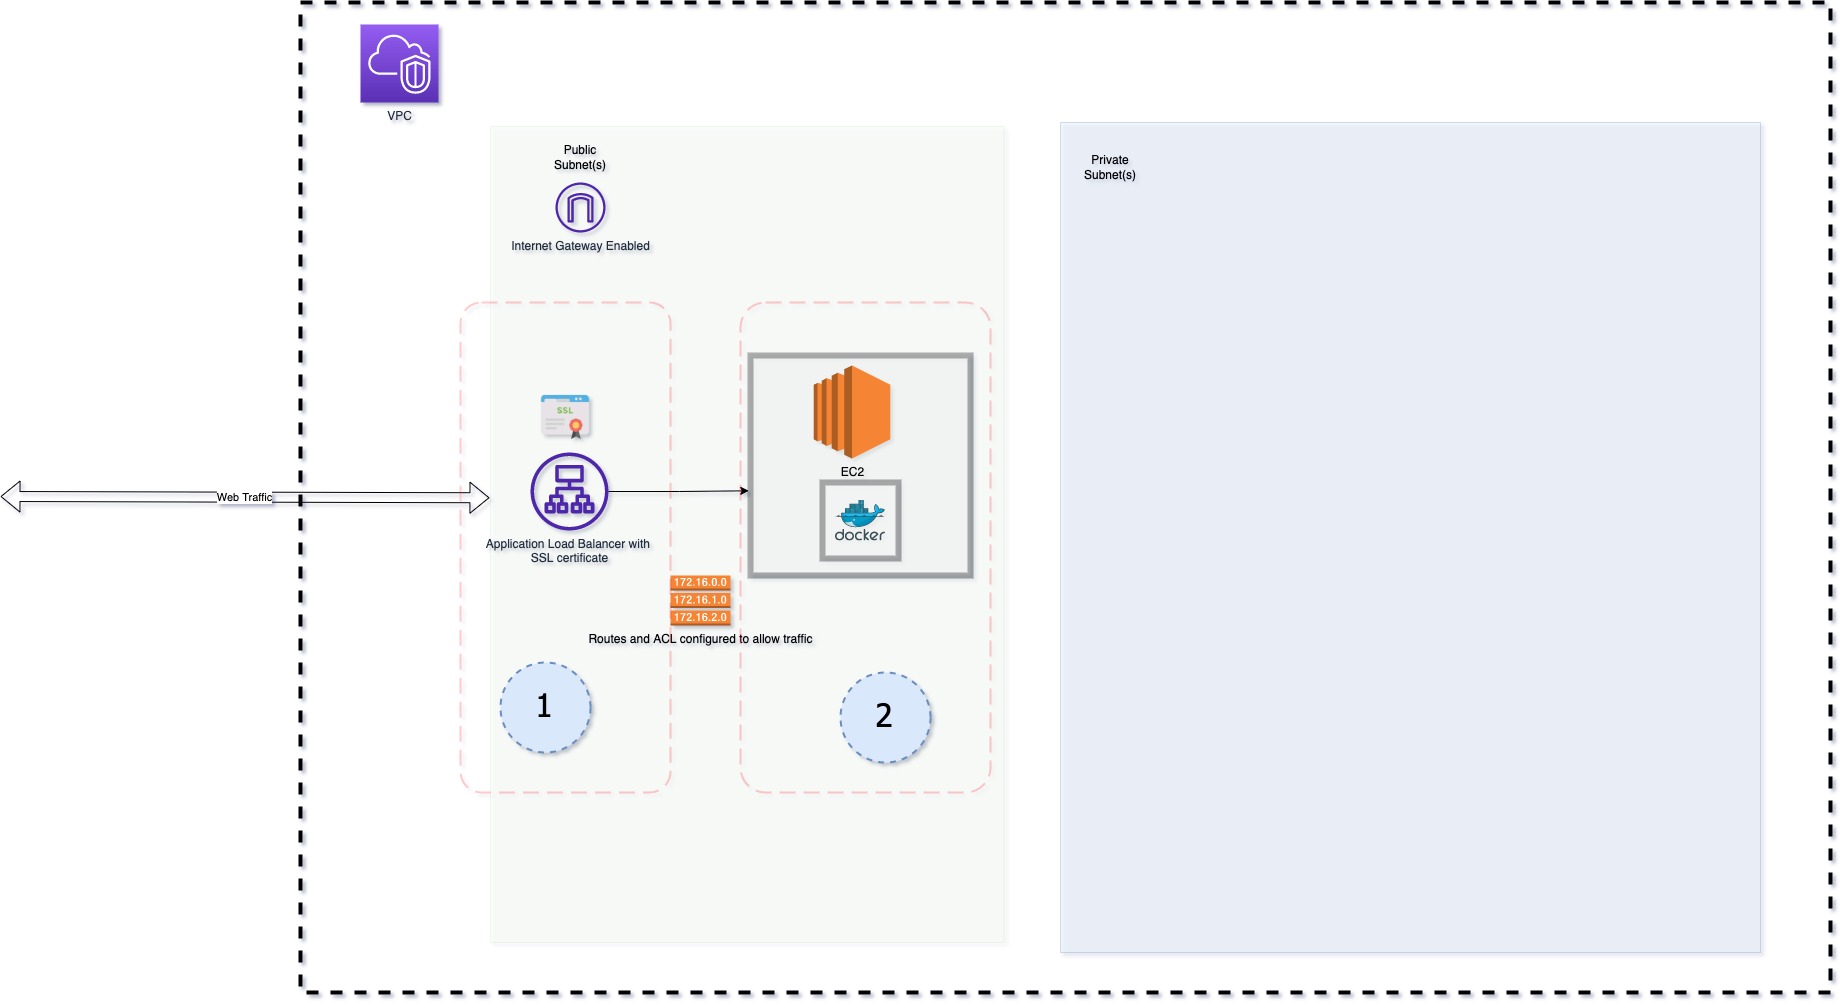 VPC
Public
Subnet(s)
Internet Gateway Enabled
Private
Subnet(s)
SSL
Web Traffic
Application Load Balancer with
SSL certificate
EC2
docker
172.16.0.0
172.16.1.0
172.16.2.0
Routes and ACL configured to allow traffic
1
2